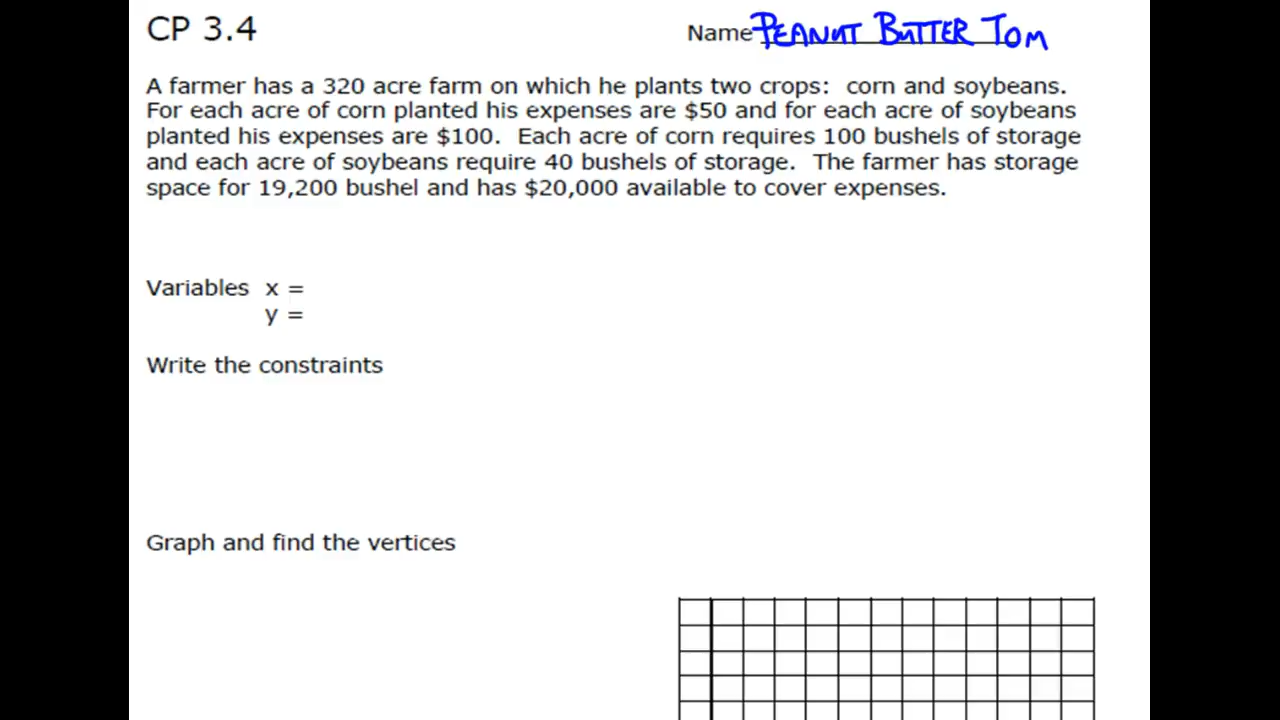 CP 3.4
Name PEANUT BUTTER TOM
A farmer has a 320 acre farm on which he plants two crops: corn and soybeans.
For each acre of corn planted his expenses are $50 and for each acre of soybeans
planted his expenses are $100. Each acre of corn requires 100 bushels of storage
and each acre of soybeans require 40 bushels of storage. The farmer has storage
space for 19,200 bushel and has $20,000 available to cover expenses.
Variables x =
y =
Write the constraints
Graph and find the vertices